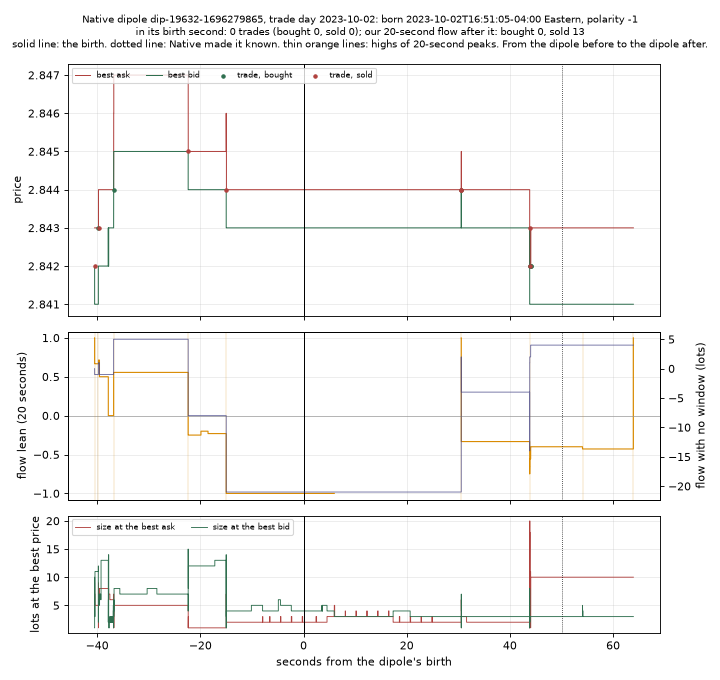 Native dipole dip-19632-1696279865, trade day 2023-10-02: born 2023-10-02T16:51:05-04:00 Eastern, polarity -1
in its birth second: 0 trades (bought 0, sold 0); our 20-second flow after it: bought 0, sold 13
solid line: the birth. dotted line: Native made it known. thin orange lines: highs of 20-second peaks. From the dipole before to the dipole after.
best ask
best bid
trade, bought
trade, sold
2.847
2.846
2.845
2.844
2.843
2.842
2.841
price
1.0
0.5
0.0
−0.5
−1.0
flow lean (20 seconds)
5
0
−5
−10
−15
−20
flow with no window (lots)
size at the best ask
size at the best bid
20
15
10
5
lots at the best price
−40
−20
0
20
40
60
seconds from the dipole's birth